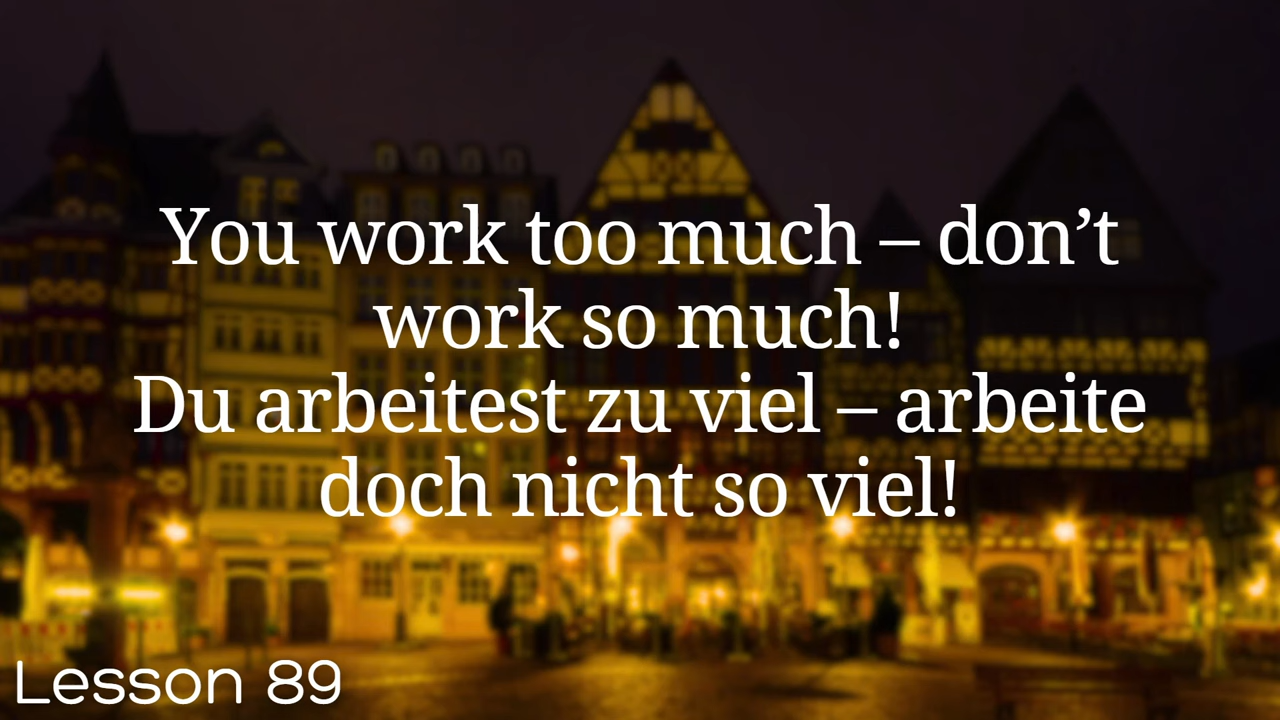 You work too much – don’t
work so much!
Du arbeitest zu viel – arbeite
doch nicht so viel!
Lesson 89